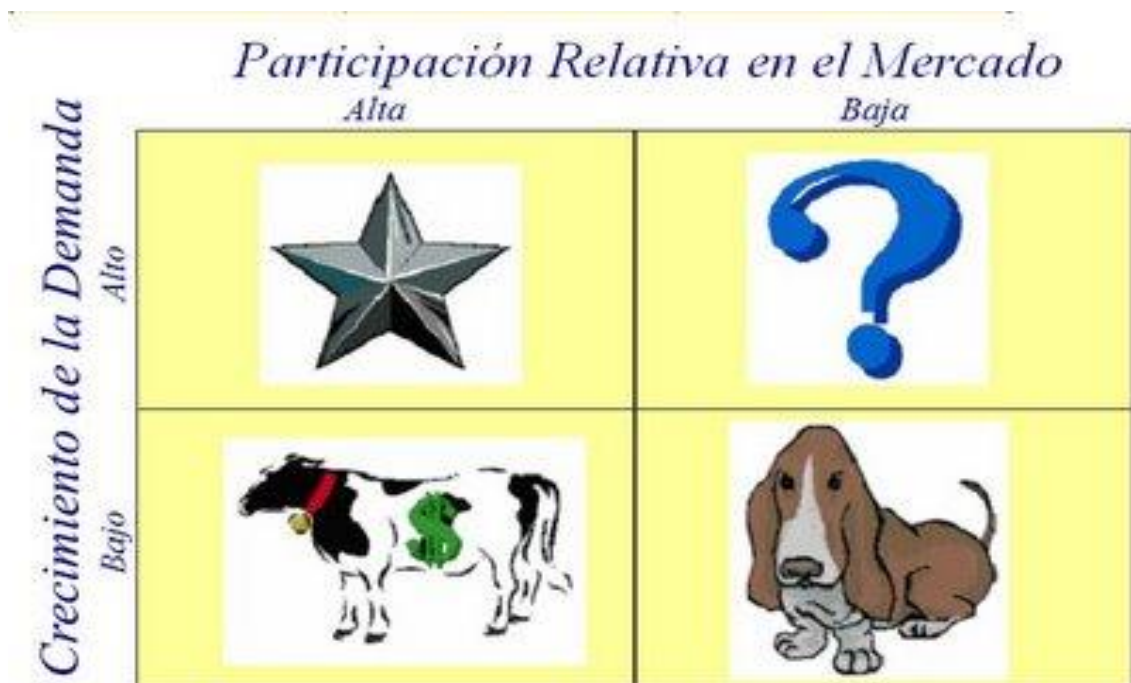 Participación Relativa en el Mercado
Alta Baja
Crecimiento de la Demanda
Alto
Bajo
$